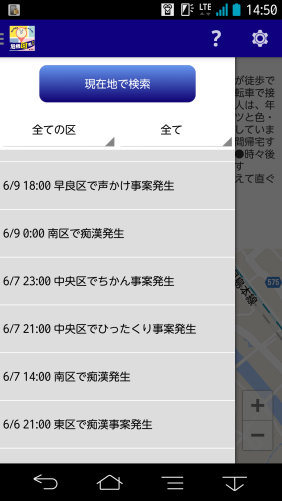 LTE 14:50
?
現在地で検索
全ての区 全て
6/9 18:00 早良区で声かけ事案発生
6/9 0:00 南区で痴漢発生
6/7 23:00 中央区でちかん事案発生
6/7 21:00 中央区でひったくり事案発生
6/7 14:00 南区で痴漢発生
6/6 21:00 東区で痴漢事案発生
が徒歩で
転車で接
人は、年
ツと色・
していま
間帰宅す
●時々後
す
えて直ぐ
576
島本線
+
−